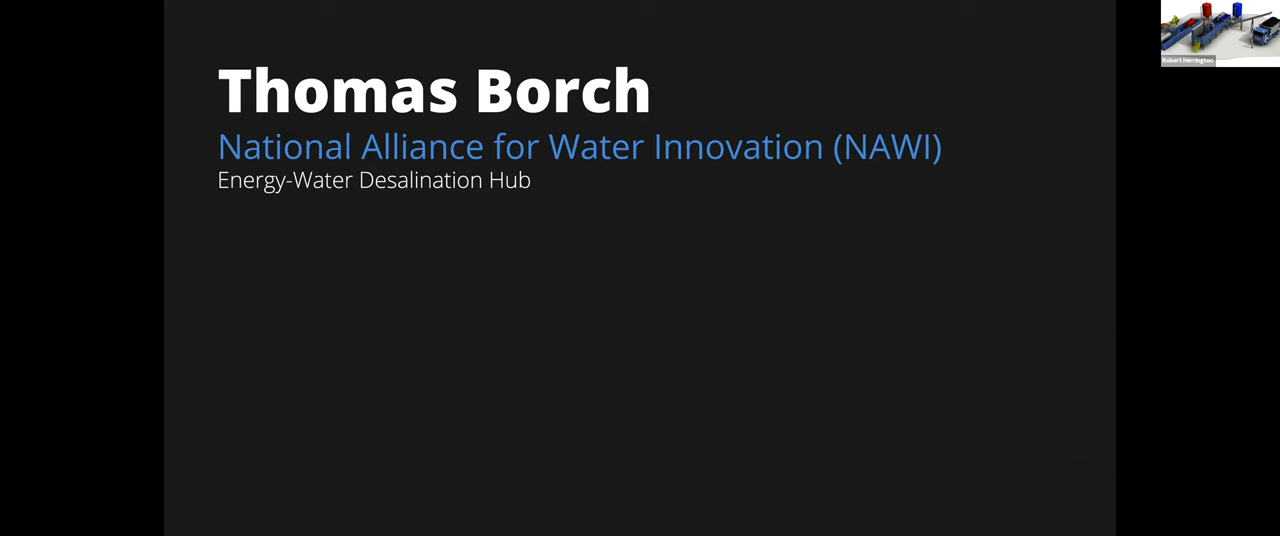 Thomas Borch
National Alliance for Water Innovation (NAWI)
Energy-Water Desalination Hub
Robert Herrington